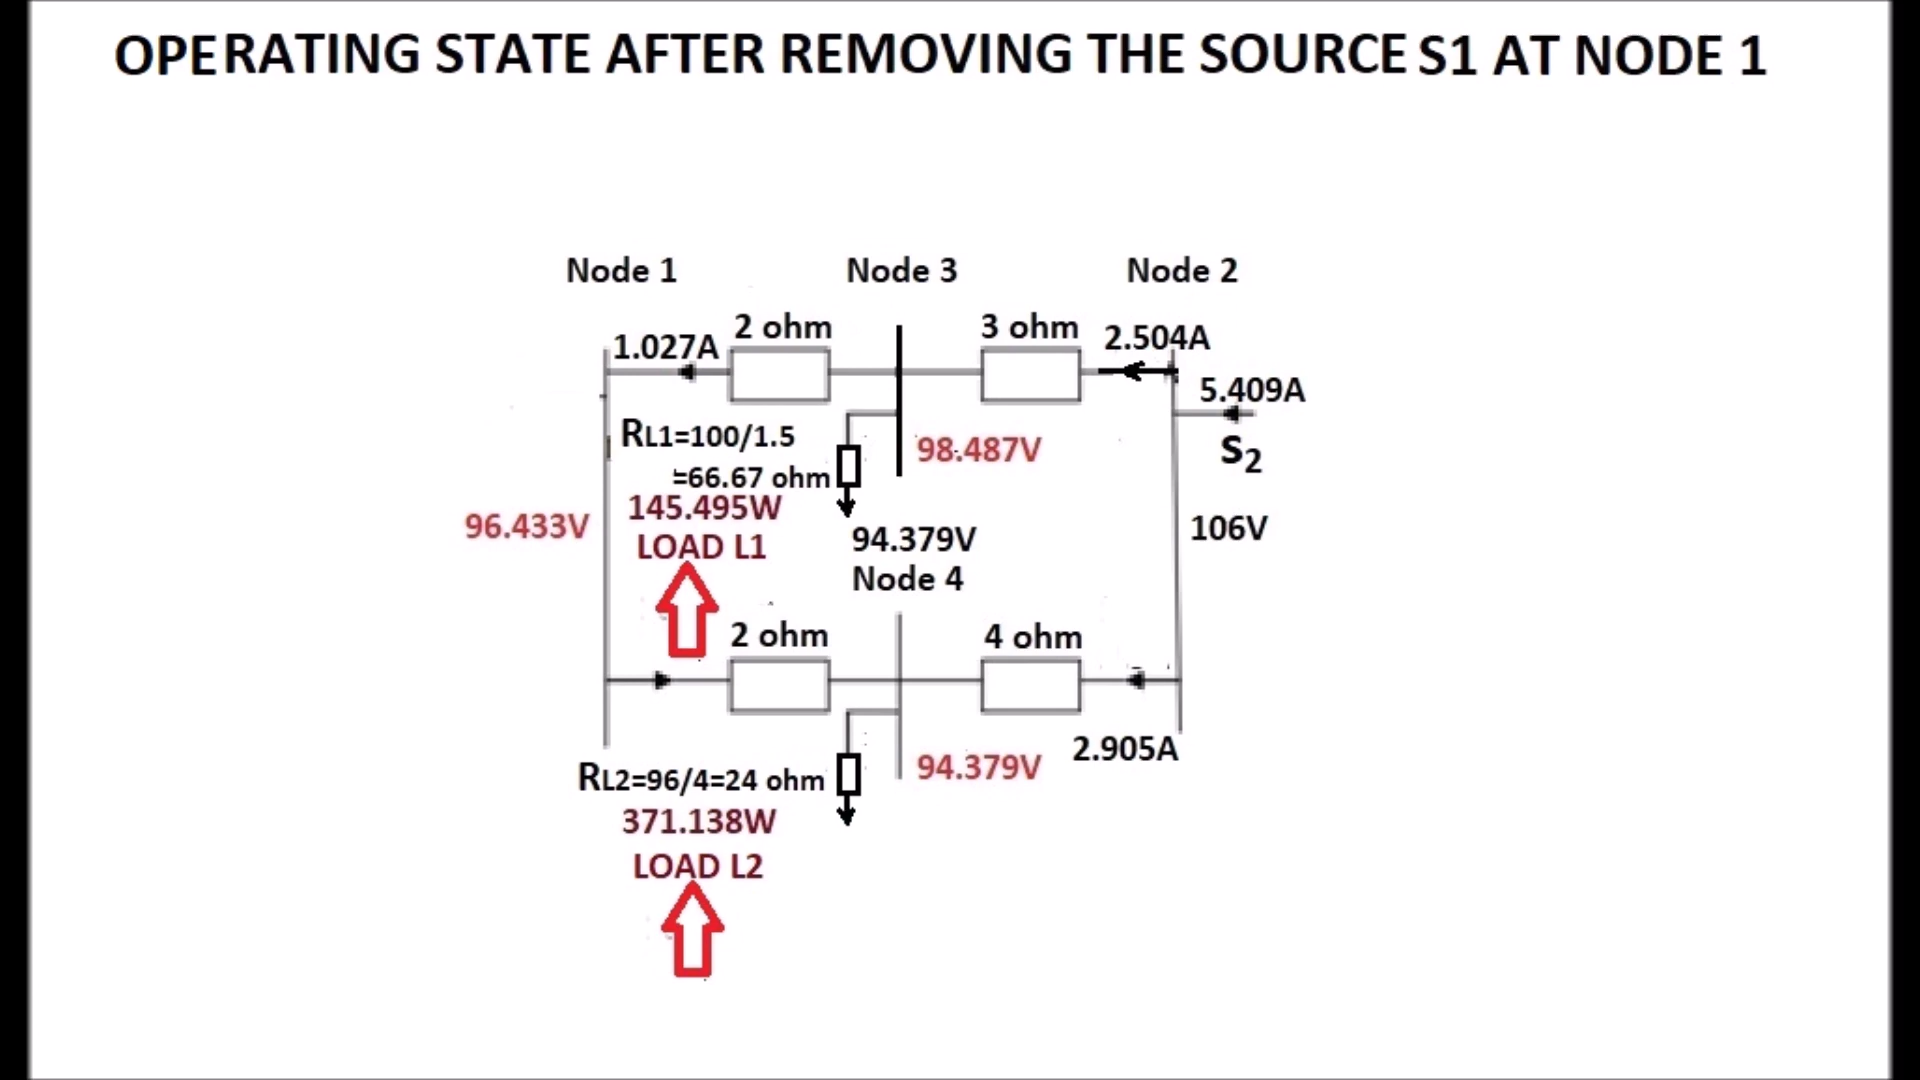 OPERATING STATE AFTER REMOVING THE SOURCE S1 AT NODE 1
Node 1
Node 3
Node 2
1.027A
2 ohm
3 ohm
2.504A
5.409A
S2
RL1=100/1.5
=66.67 ohm
145.495W
LOAD L1
98.487V
96.433V
106V
94.379V
Node 4
2 ohm
4 ohm
2.905A
RL2=96/4=24 ohm
94.379V
371.138W
LOAD L2